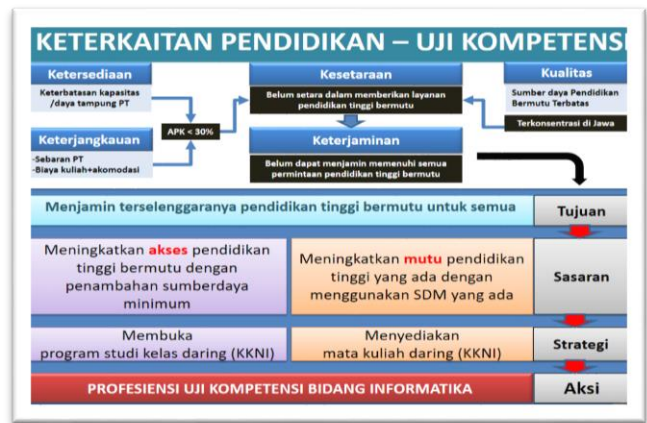 KETERKAITAN PENDIDIKAN – UJI KOMPETENSI
Ketersediaan
Keterbatasan kapasitas
/daya tampung PT
Keterjangkauan
-Sebaran PT
-Biaya kuliah+akomodasi
APK < 30%
Kesetaraan
Belum setara dalam memberikan layanan
pendidikan tinggi bermutu
Keterjaminan
Belum dapat menjamin memenuhi semua
permintaan pendidikan tinggi bermutu
Kualitas
Sumber daya Pendidikan
Bermutu Terbatas
Terkonsentrasi di Jawa
Menjamin terselenggaranya pendidikan tinggi bermutu untuk semua
Tujuan
Meningkatkan akses pendidikan
tinggi bermutu dengan
penambahan sumberdaya
minimum
Meningkatkan mutu pendidikan
tinggi yang ada dengan
menggunakan SDM yang ada
Sasaran
Membuka
program studi kelas daring (KKNI)
Menyediakan
mata kuliah daring (KKNI)
Strategi
PROFESIENSI UJI KOMPETENSI BIDANG INFORMATIKA
Aksi